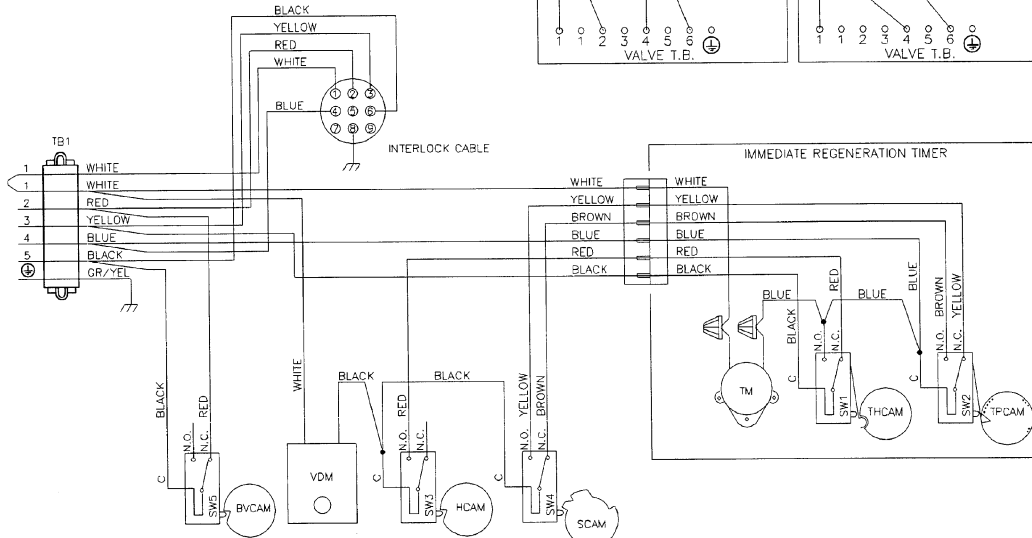 BLACK
YELLOW
RED
WHITE
BLUE
1 2 3
4 5 6
7 8 9
INTERLOCK CABLE
1 1 2 3 4 5 6
VALVE T.B.
1 1 2 3 4 5 6
VALVE T.B.
TB1
1 WHITE
1 WHITE
2 RED
3 YELLOW
4 BLUE
5 BLACK
GR/YEL
IMMEDIATE REGENERATION TIMER
WHITE WHITE
YELLOW YELLOW
BROWN BROWN
BLUE BLUE
RED RED
BLACK BLACK
BLUE
BLUE
BLACK
RED
BLUE
BROWN
YELLOW
N.O.
N.C.
N.O.
N.C.
TM
C
SW1
THCAM
C
SW2
TPCAM
BLACK
RED
WHITE
BLACK
RED
BLACK
YELLOW
BROWN
N.O.
N.C.
N.O.
N.C.
N.O.
N.C.
C
SW5
BVCAM
VDM
C
SW3
HCAM
C
SW4
SCAM